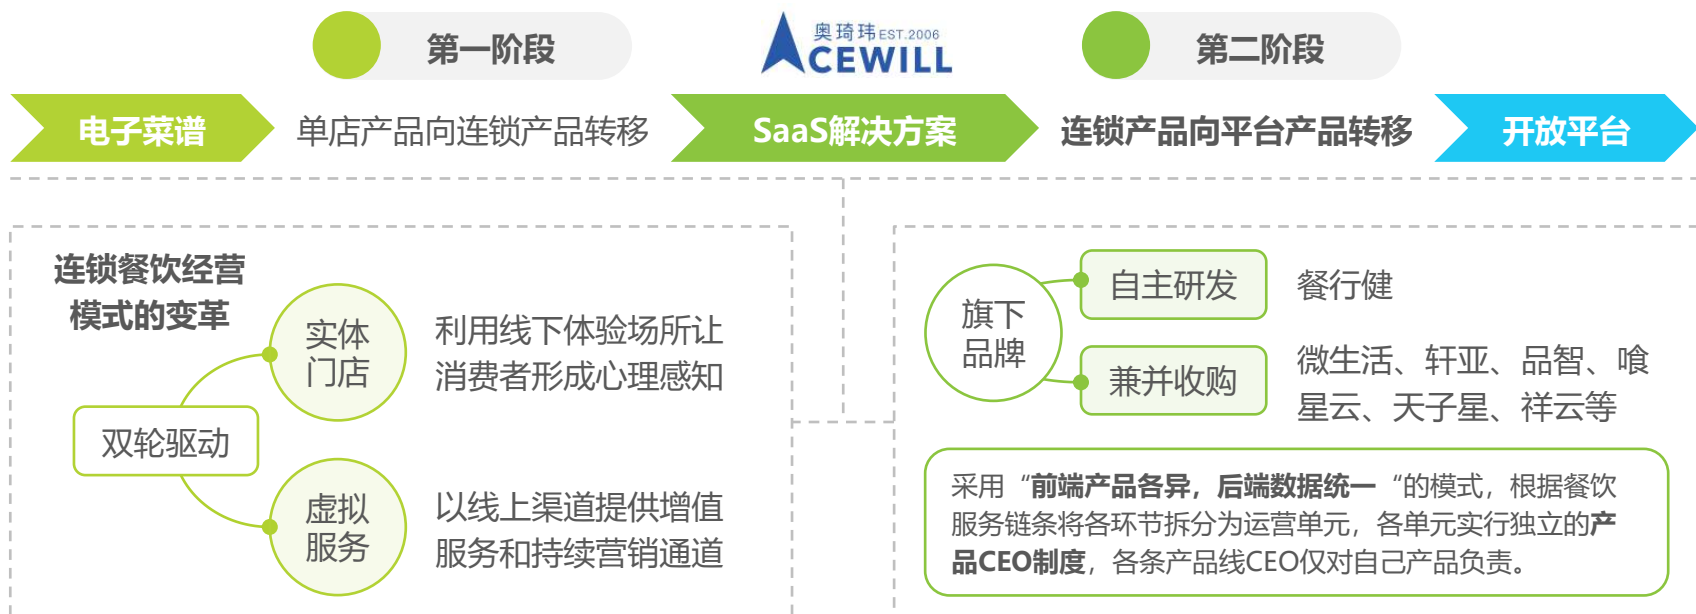 第一阶段
奥琦玮EST.2006
ACEWILL
第二阶段
电子菜谱
单店产品向连锁产品转移
SaaS解决方案
连锁产品向平台产品转移
开放平台
连锁餐饮经营
模式的变革
双轮驱动
实体
门店
利用线下体验场所让
消费者形成心理感知
虚拟
服务
以线上渠道提供增值
服务和持续营销通道
旗下
品牌
自主研发
餐行健
兼并收购
微生活、轩亚、品智、喰
星云、天子星、祥云等
采用“前端产品各异，后端数据统一“的模式，根据餐饮
服务链条将各环节拆分为运营单元，各单元实行独立的产
品CEO制度，各条产品线CEO仅对自己产品负责。